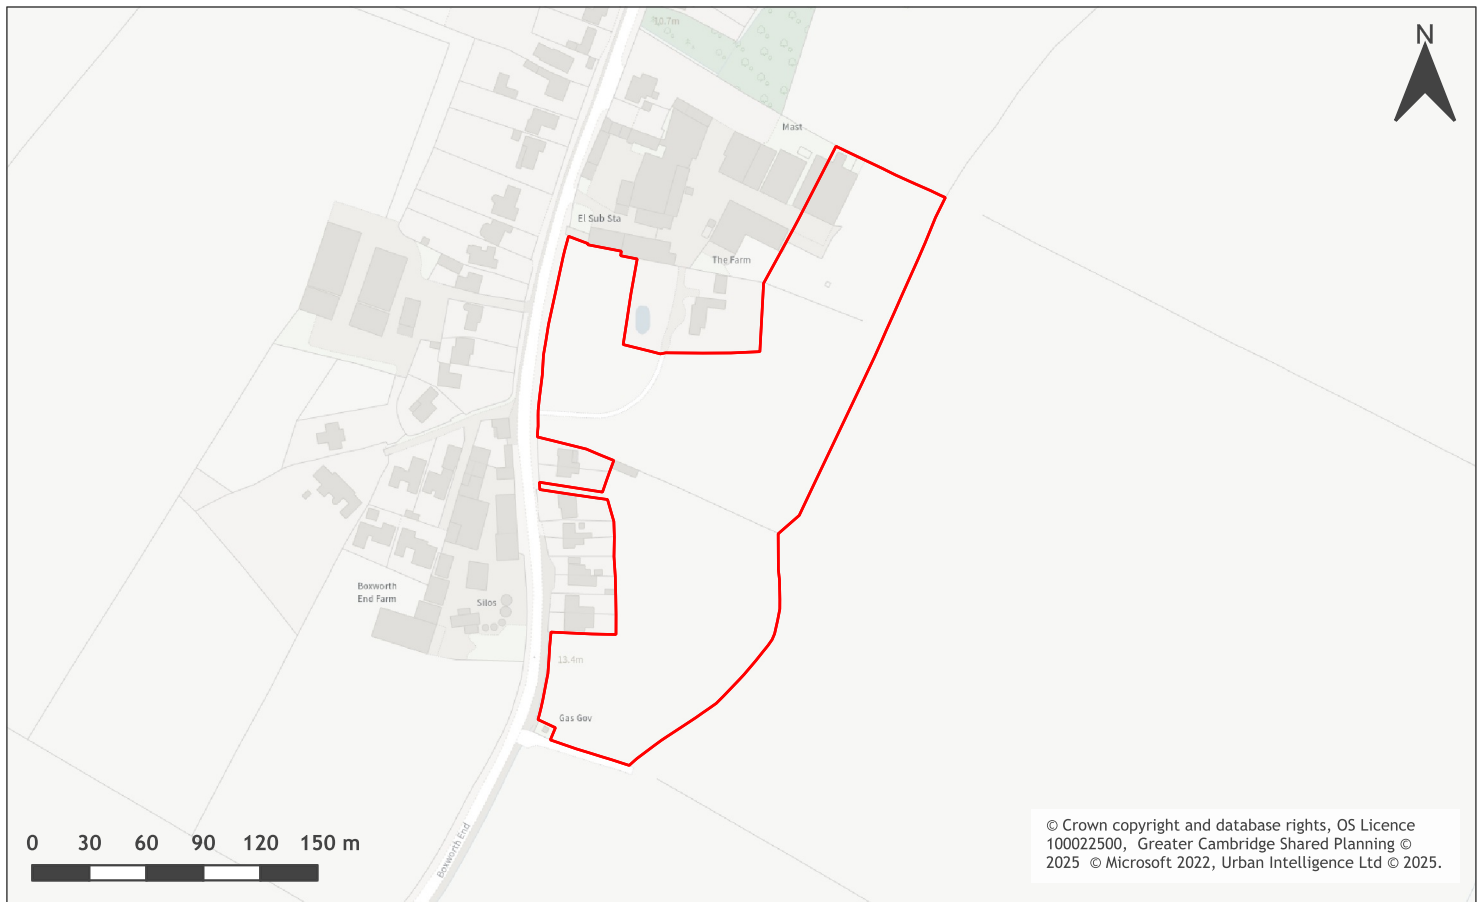 10.7m
N
Mast
El Sub Sta
The Farm
Boxworth
End Farm
Silos
13.4m
Gas Gov
Boxworth End
0 30 60 90 120 150 m
© Crown copyright and database rights, OS Licence
100022500, Greater Cambridge Shared Planning ©
2025 © Microsoft 2022, Urban Intelligence Ltd © 2025.